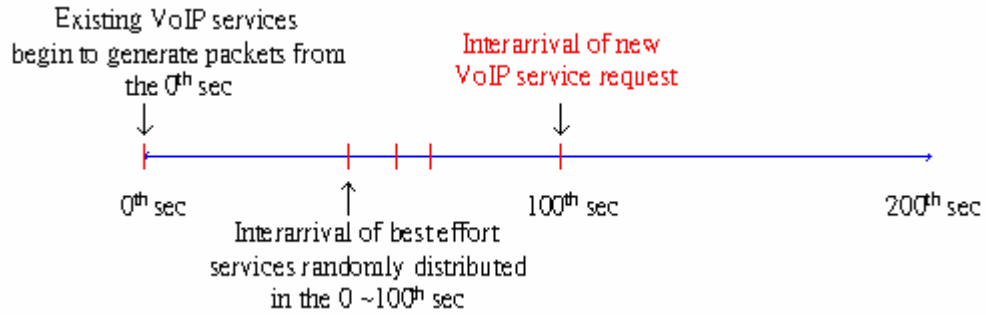 Existing VoIP services
begin to generate packets from
the 0th sec
Interarrival of new
VoIP service request
0th sec
100th sec
200th sec
Interarrival of best effort
services randomly distributed
in the 0 ~100th sec